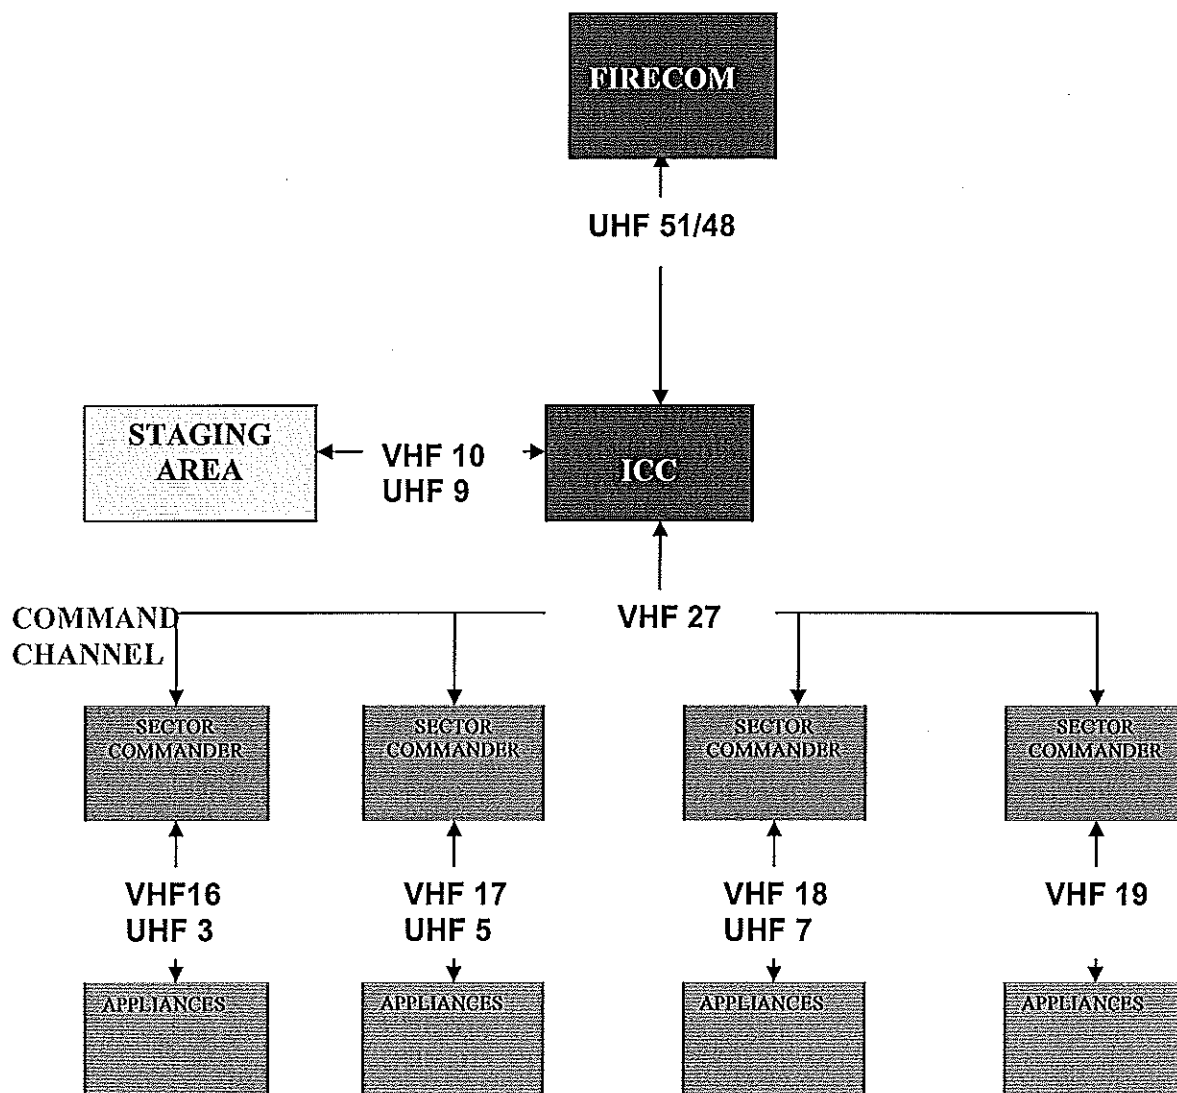 FIRECOM
UHF 51/48
STAGING
AREA
VHF 10
UHF 9
ICC
COMMAND
CHANNEL
VHF 27
SECTOR
COMMANDER
SECTOR
COMMANDER
SECTOR
COMMANDER
SECTOR
COMMANDER
VHF16
UHF 3
VHF 17
UHF 5
VHF 18
UHF 7
VHF 19
APPLIANCES
APPLIANCES
APPLIANCES
APPLIANCES